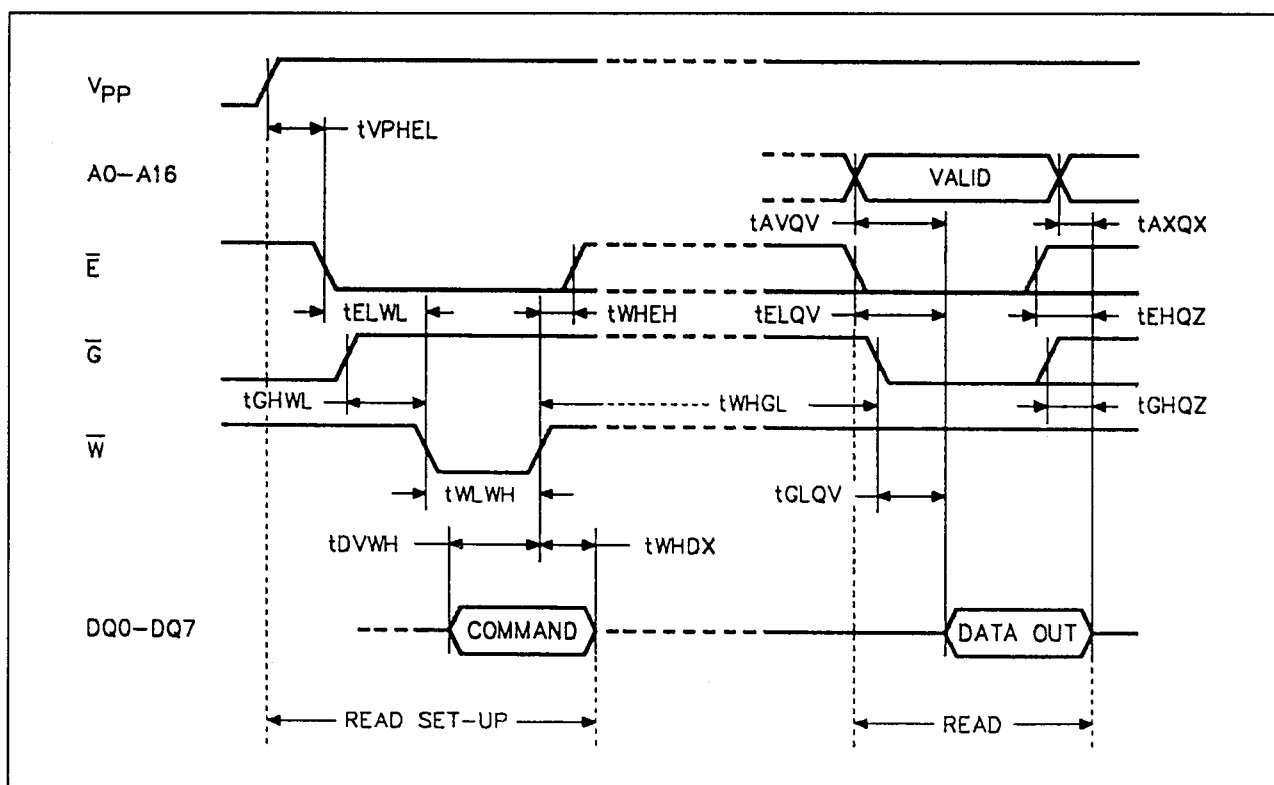 VPP
tVPHEL
A0-A16
VALID
tAVQV
tAXQX
E
tELWL
tWHEH
tELQV
tEHQZ
G
tGHWL
tWHGL
tGHQZ
W
tWLWH
tGLQV
tDVWH
tWHDX
DQ0-DQ7
COMMAND
DATA OUT
READ SET-UP
READ